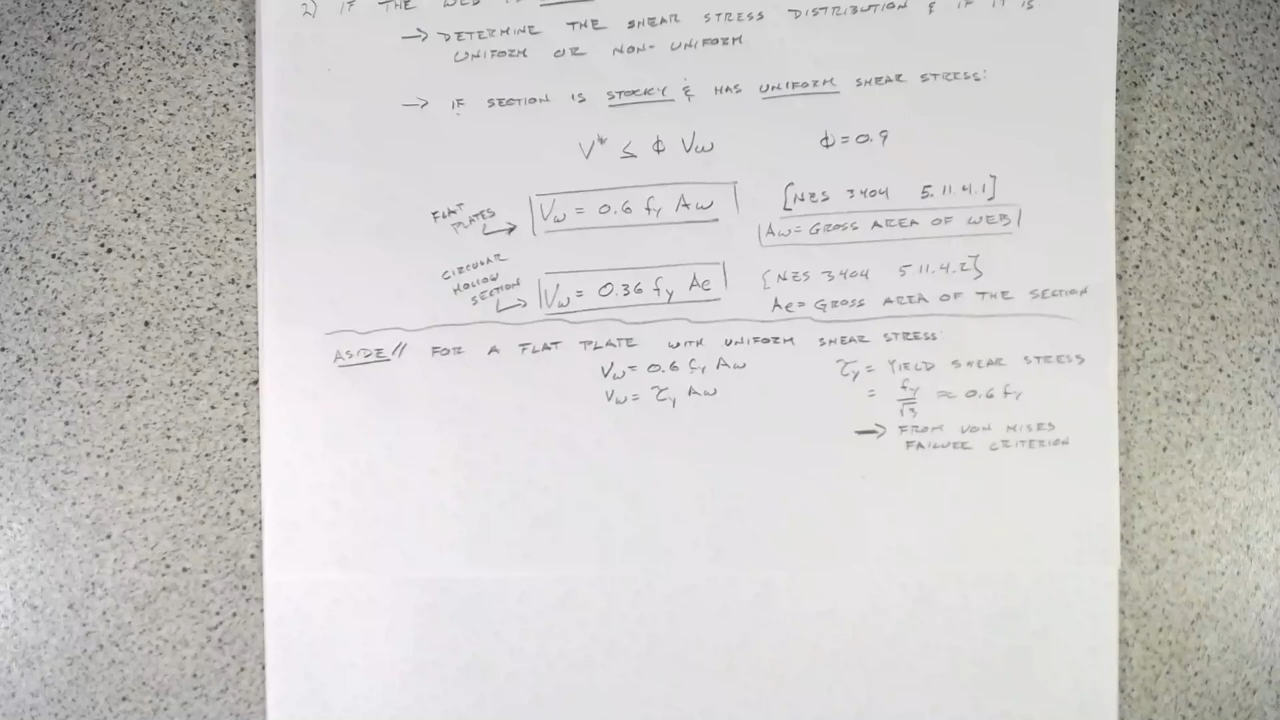 2) IF THE WEB
→ DETERMINE THE SHEAR STRESS DISTRIBUTION & IF IT IS
UNIFORM OR NON-UNIFORM
→ IF SECTION IS STOCKY & HAS UNIFORM SHEAR STRESS:
V* ≤ ϕ Vw    ϕ = 0.9
FLAT PLATES → Vw = 0.6 fy Aw    [NZS 3404 5.11.4.1]
Aw = GROSS AREA OF WEB
CIRCULAR HOLLOW SECTION → Vw = 0.36 fy Ae    [NZS 3404 5.11.4.2]
Ae = GROSS AREA OF THE SECTION
ASIDE// FOR A FLAT PLATE WITH UNIFORM SHEAR STRESS:
Vw = 0.6 fy Aw    τy = YIELD SHEAR STRESS
Vw = τy Aw    = fy/√3 ≈ 0.6 fy
→ FROM VON MISES
FAILURE CRITERION